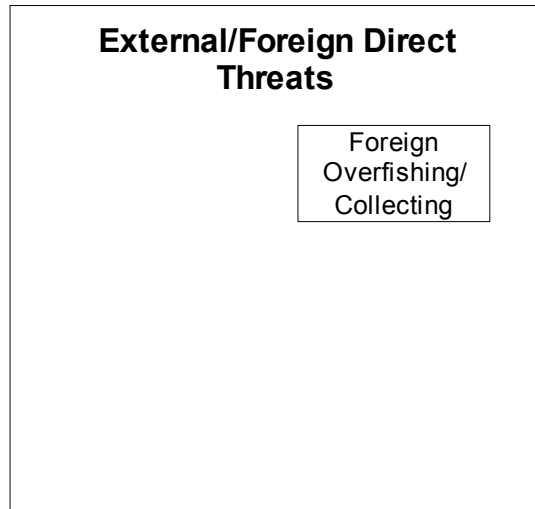 External/Foreign Direct
Threats
Foreign
Overfishing/
Collecting